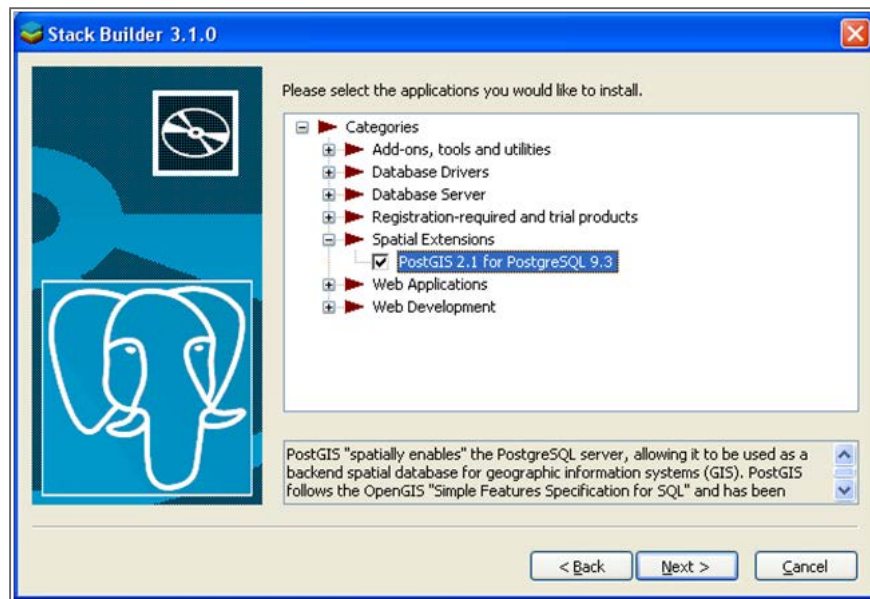 Stack Builder 3.1.0
Please select the applications you would like to install.
Categories
Add-ons, tools and utilities
Database Drivers
Database Server
Registration-required and trial products
Spatial Extensions
PostGIS 2.1 for PostgreSQL 9.3
Web Applications
Web Development
PostGIS "spatially enables" the PostgreSQL server, allowing it to be used as a
backend spatial database for geographic information systems (GIS). PostGIS
follows the OpenGIS "Simple Features Specification for SQL" and has been
< Back Next > Cancel